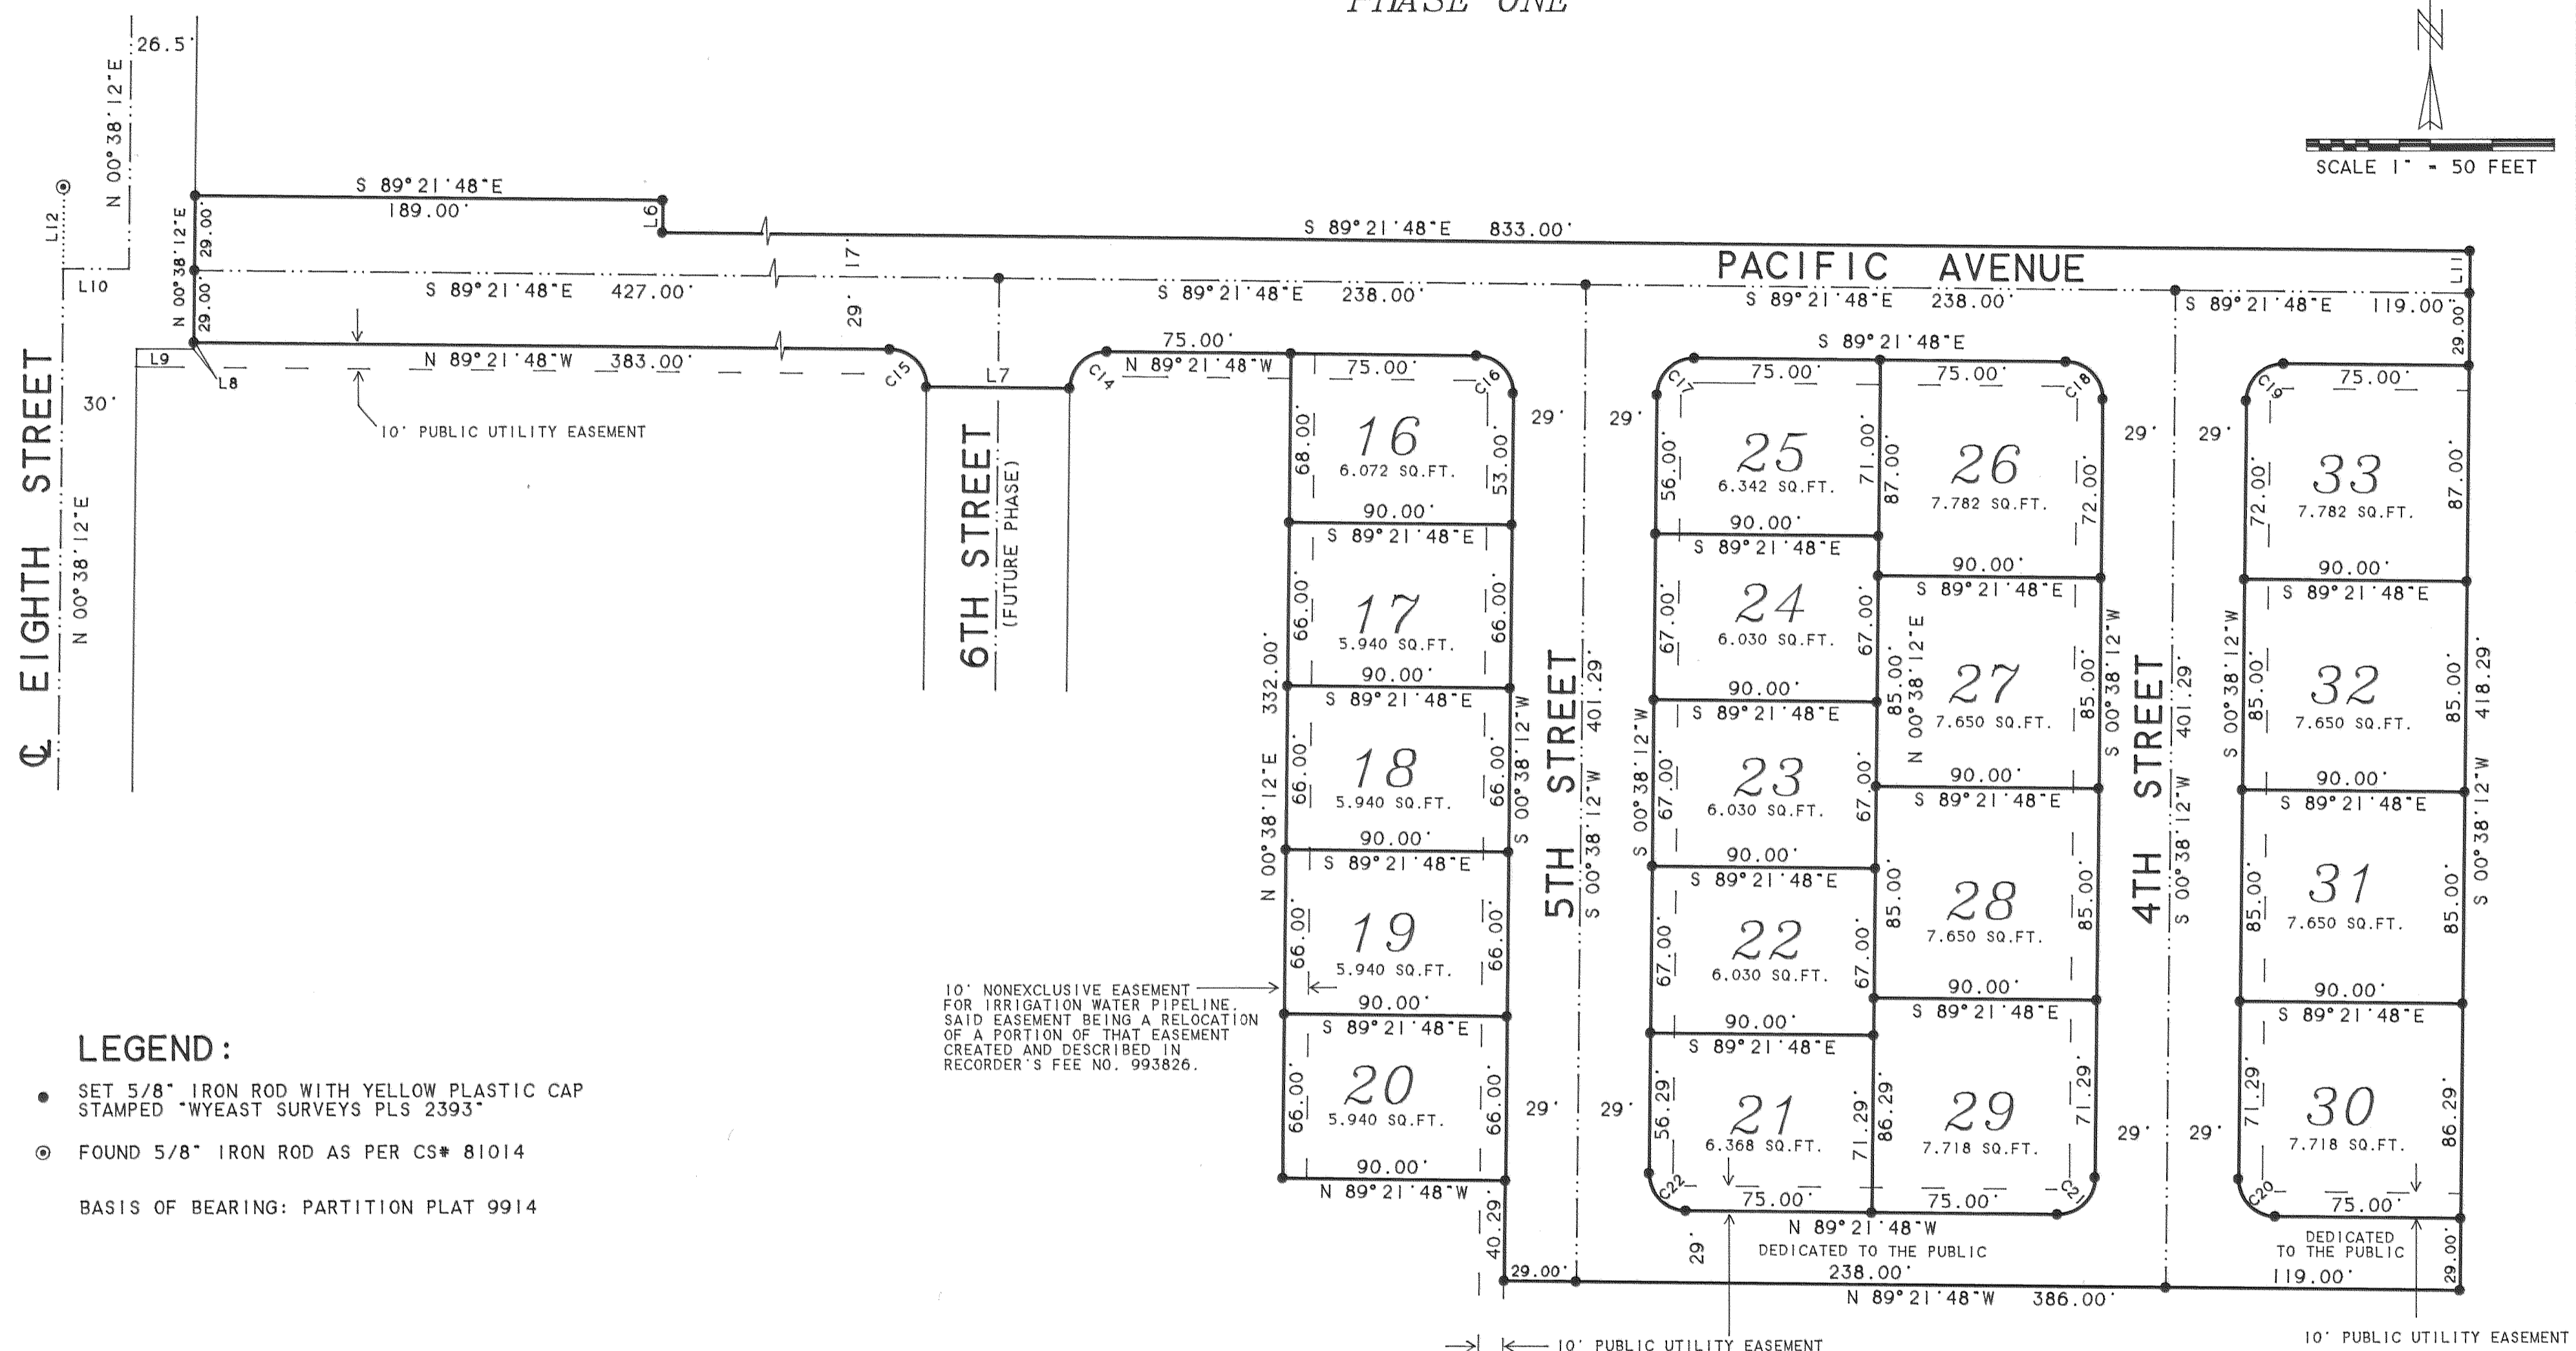 PHASE ONE
26.5'
N 00°38'12"E
L12
L10
SCALE 1" = 50 FEET
S 89°21'48"E
189.00'
L6
S 89°21'48"E 833.00'
N 00°38'12"E
29.00'
29.00'
17'
29'
PACIFIC AVENUE
L11
S 89°21'48"E 427.00'
S 89°21'48"E 238.00'
S 89°21'48"E 238.00'
S 89°21'48"E 119.00'
29.00'
L9
L8
N 89°21'48"W 383.00'
C15
L7
C14
75.00'
N 89°21'48"W
75.00'
C16
C17
S 89°21'48"E
75.00'
75.00'
C18
C19
75.00'
30'
10' PUBLIC UTILITY EASEMENT
℄ EIGHTH STREET
N 00°38'12"E
6TH STREET
(FUTURE PHASE)
68.00'
16
6.072 SQ.FT.
53.00'
90.00'
S 89°21'48"E
66.00'
17
5.940 SQ.FT.
66.00'
90.00'
S 89°21'48"E
66.00'
18
5.940 SQ.FT.
66.00'
90.00'
S 89°21'48"E
66.00'
19
5.940 SQ.FT.
66.00'
90.00'
S 89°21'48"E
66.00'
20
5.940 SQ.FT.
66.00'
90.00'
N 89°21'48"W
N 00°38'12"E 332.00'
S 00°38'12"W
40.29'
29'
29'
5TH STREET
S 00°38'12"W 401.29'
29'
29'
S 00°38'12"W
56.00'
25
6.342 SQ.FT.
71.00'
90.00'
S 89°21'48"E
67.00'
24
6.030 SQ.FT.
67.00'
90.00'
S 89°21'48"E
67.00'
23
6.030 SQ.FT.
67.00'
90.00'
S 89°21'48"E
67.00'
22
6.030 SQ.FT.
67.00'
90.00'
S 89°21'48"E
56.29'
21
6.368 SQ.FT.
71.29'
C22
75.00'
87.00'
26
7.782 SQ.FT.
72.00'
90.00'
S 89°21'48"E
85.00'
N 00°38'12"E
27
7.650 SQ.FT.
85.00'
S 00°38'12"W
90.00'
S 89°21'48"E
85.00'
28
7.650 SQ.FT.
85.00'
90.00'
S 89°21'48"E
86.29'
29
7.718 SQ.FT.
71.29'
75.00'
C21
29'
29'
4TH STREET
S 00°38'12"W 401.29'
29'
29'
S 00°38'12"W
72.00'
33
7.782 SQ.FT.
87.00'
90.00'
S 89°21'48"E
85.00'
32
7.650 SQ.FT.
85.00'
90.00'
S 89°21'48"E
85.00'
31
7.650 SQ.FT.
85.00'
90.00'
S 89°21'48"E
71.29'
30
7.718 SQ.FT.
86.29'
C20
75.00'
S 00°38'12"W 418.29'
N 89°21'48"W
DEDICATED TO THE PUBLIC
DEDICATED
TO THE PUBLIC
29'
29.00'
29.00'
238.00'
119.00'
N 89°21'48"W 386.00'
10' PUBLIC UTILITY EASEMENT
10' PUBLIC UTILITY EASEMENT
10' NONEXCLUSIVE EASEMENT
FOR IRRIGATION WATER PIPELINE.
SAID EASEMENT BEING A RELOCATION
OF A PORTION OF THAT EASEMENT
CREATED AND DESCRIBED IN
RECORDER'S FEE NO. 993826.
LEGEND:
SET 5/8" IRON ROD WITH YELLOW PLASTIC CAP
STAMPED "WYEAST SURVEYS PLS 2393"
FOUND 5/8" IRON ROD AS PER CS# 81014
BASIS OF BEARING: PARTITION PLAT 9914